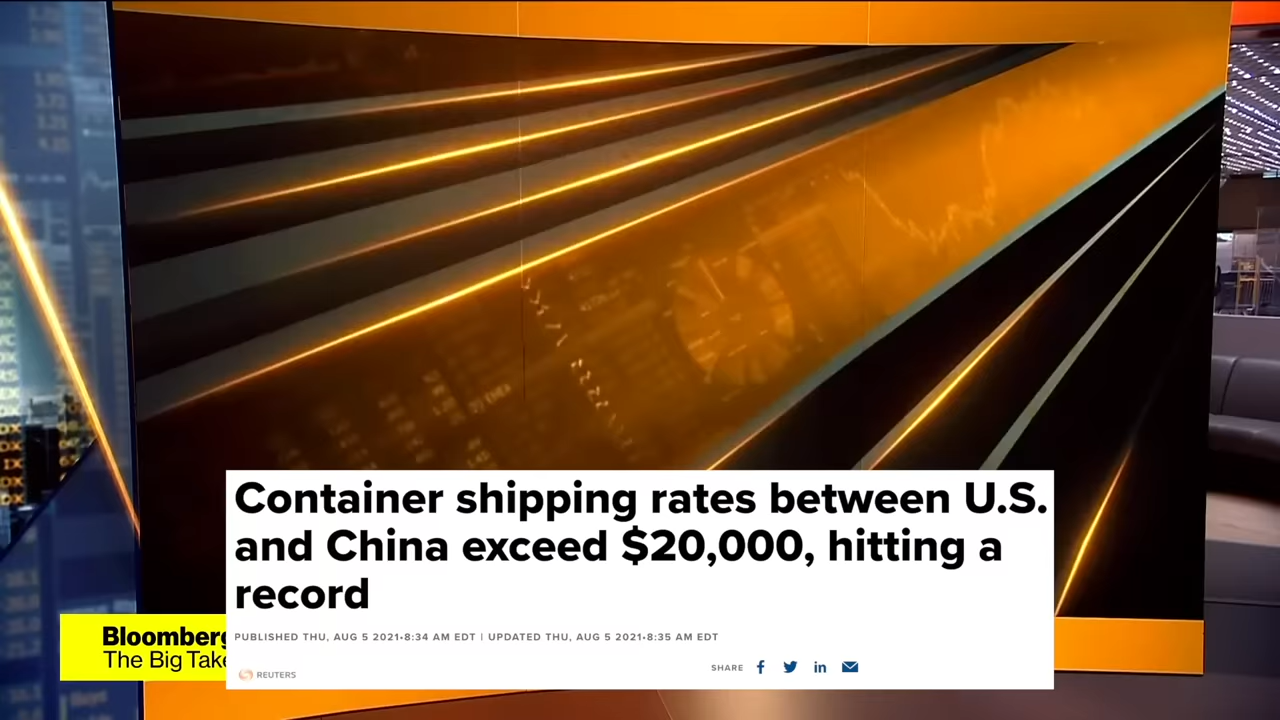 Container shipping rates between U.S.
and China exceed $20,000, hitting a
record
PUBLISHED THU, AUG 5 2021•8:34 AM EDT | UPDATED THU, AUG 5 2021•8:35 AM EDT
SHARE
REUTERS
Bloomberg
The Big Take